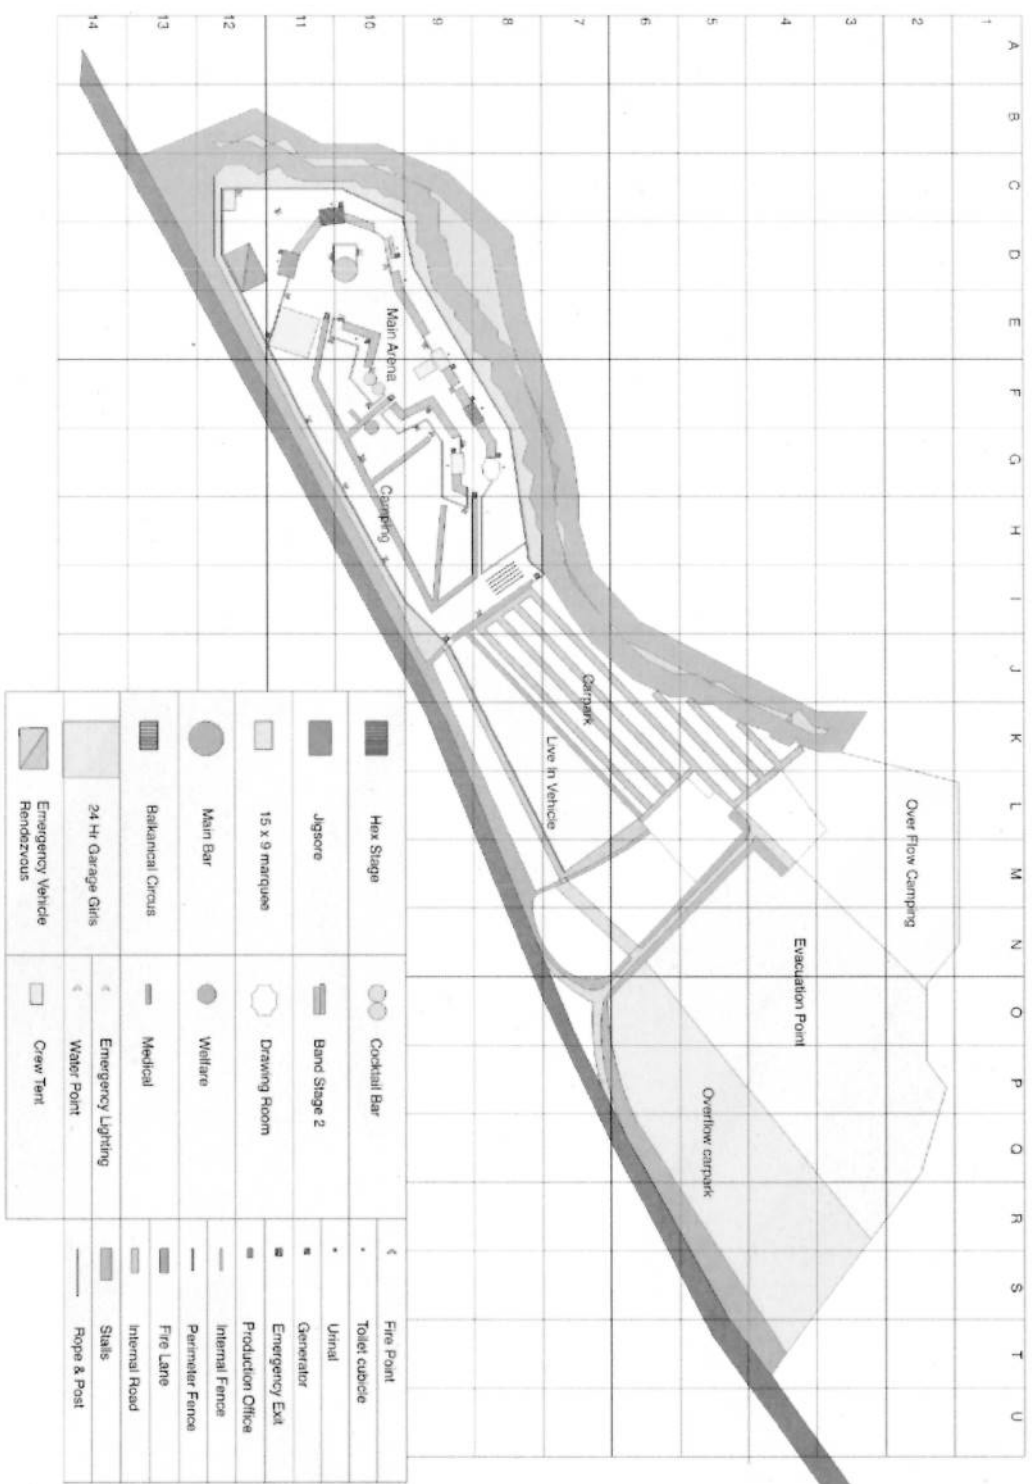 A
B
C
D
E
F
G
H
I
J
K
L
M
N
O
P
Q
R
S
T
U
1
2
3
4
5
6
7
8
9
10
11
12
13
14
Over Flow Camping
Evacuation Point
Overflow carpark
Carpark
Live In Vehicle
Main Arena
Camping
Hex Stage
Jigsore
15 x 9 marquee
Main Bar
Balkanical Circus
24 Hr Garage Girls
Emergency Vehicle
Rendezvous
Cocktail Bar
Band Stage 2
Drawing Room
Welfare
Medical
Emergency Lighting
Water Point
Crew Tent
Fire Point
Toilet cubicle
Urinal
Generator
Emergency Exit
Production Office
Internal Fence
Perimeter Fence
Fire Lane
Internal Road
Stalls
Rope & Post